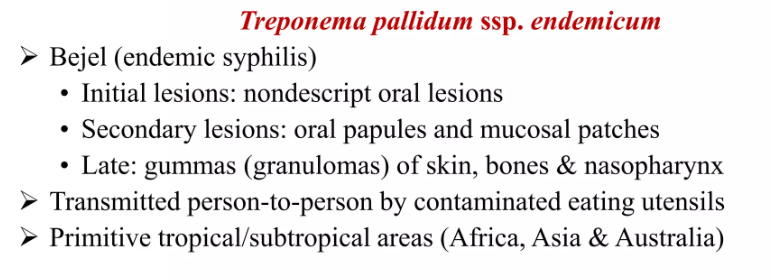 Treponema pallidum ssp. endemicum
➢ Bejel (endemic syphilis)
• Initial lesions: nondescript oral lesions
• Secondary lesions: oral papules and mucosal patches
• Late: gummas (granulomas) of skin, bones & nasopharynx
➢ Transmitted person-to-person by contaminated eating utensils
➢ Primitive tropical/subtropical areas (Africa, Asia & Australia)